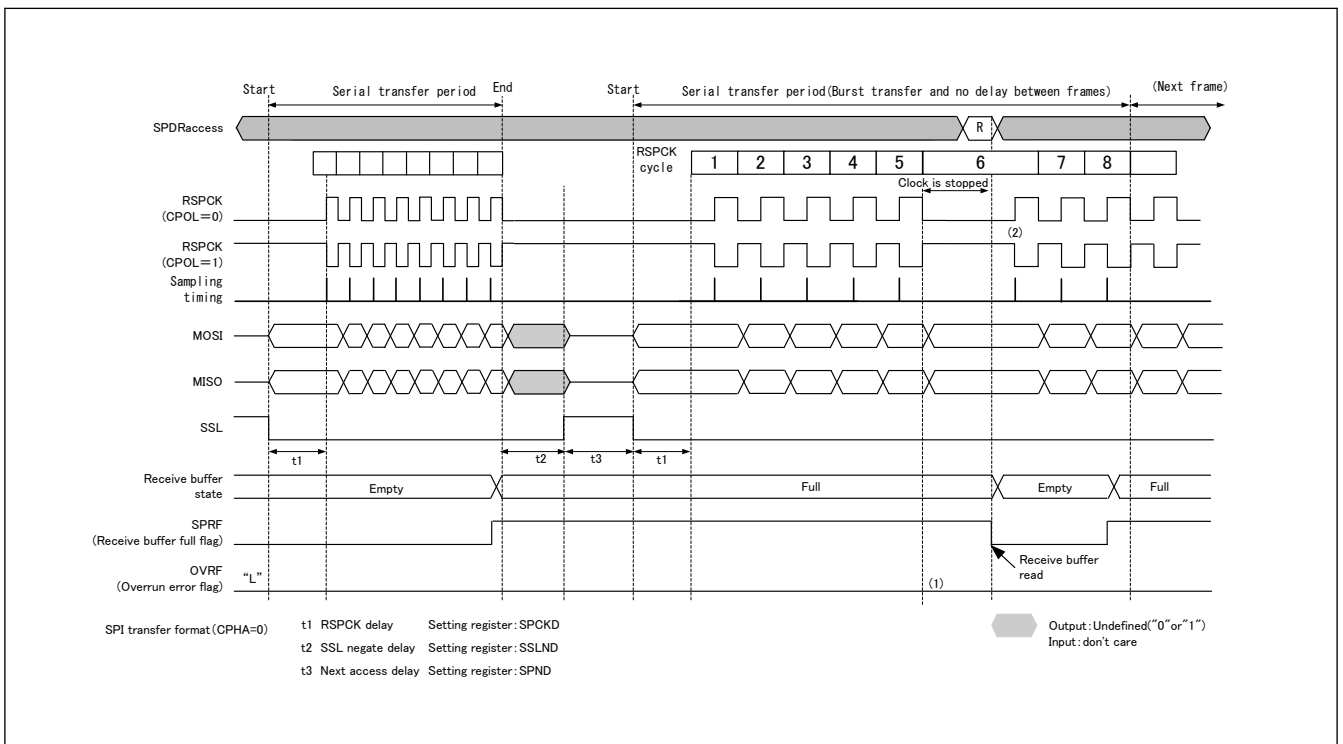 Start
Serial transfer period
End
Start
Serial transfer period(Burst transfer and no delay between frames)
(Next frame)
SPDRaccess
R
RSPCK
cycle
1 2 3 4 5 6 7 8
Clock is stopped
RSPCK
(CPOL=0)
(2)
RSPCK
(CPOL=1)
Sampling
timing
MOSI
MISO
SSL
t1
t2
t3
t1
Receive buffer
state
Empty
Full
Empty
Full
SPRF
(Receive buffer full flag)
Receive buffer
read
OVRF
(Overrun error flag)
"L"
(1)
SPI transfer format(CPHA=0)
t1 RSPCK delay Setting register:SPCKD
t2 SSL negate delay Setting register:SSLND
t3 Next access delay Setting register:SPND
Output:Undefined("0"or"1")
Input:don't care